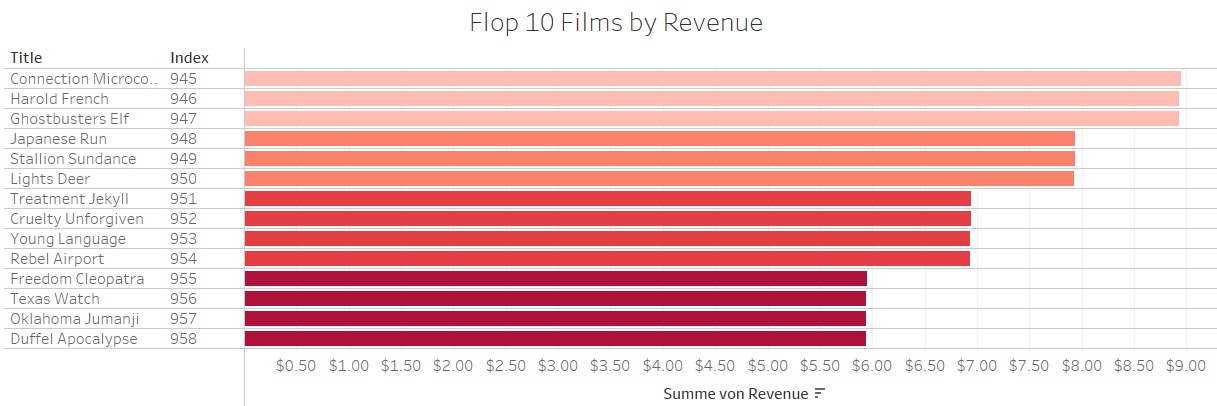 Flop 10 Films by Revenue
Title Index
Connection Microco.. 945
Harold French 946
Ghostbusters Elf 947
Japanese Run 948
Stallion Sundance 949
Lights Deer 950
Treatment Jekyll 951
Cruelty Unforgiven 952
Young Language 953
Rebel Airport 954
Freedom Cleopatra 955
Texas Watch 956
Oklahoma Jumanji 957
Duffel Apocalypse 958
$0.50 $1.00 $1.50 $2.00 $2.50 $3.00 $3.50 $4.00 $4.50 $5.00 $5.50 $6.00 $6.50 $7.00 $7.50 $8.00 $8.50 $9.00
Summe von Revenue